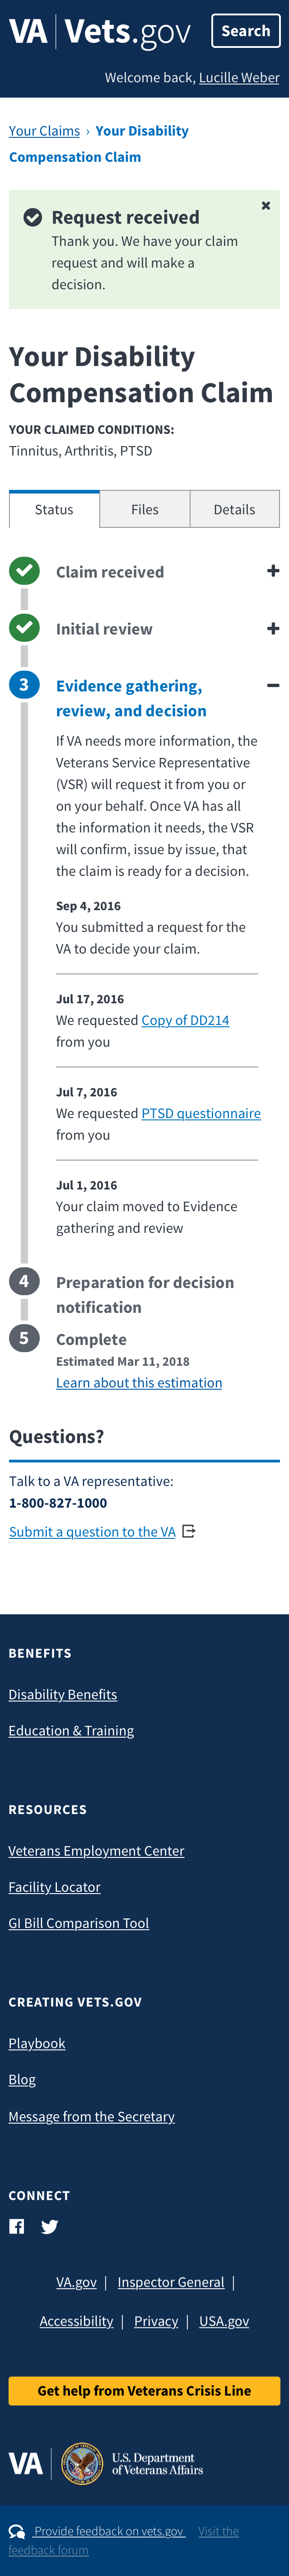 VA | Vets.gov
Search
Welcome back, Lucille Weber
Your Claims › Your Disability
Compensation Claim
Request received
Thank you. We have your claim
request and will make a
decision.
Your Disability
Compensation Claim
YOUR CLAIMED CONDITIONS:
Tinnitus, Arthritis, PTSD
Status
Files
Details
Claim received
Initial review
3
Evidence gathering,
review, and decision
If VA needs more information, the
Veterans Service Representative
(VSR) will request it from you or
on your behalf. Once VA has all
the information it needs, the VSR
will confirm, issue by issue, that
the claim is ready for a decision.
Sep 4, 2016
You submitted a request for the
VA to decide your claim.
Jul 17, 2016
We requested Copy of DD214
from you
Jul 7, 2016
We requested PTSD questionnaire
from you
Jul 1, 2016
Your claim moved to Evidence
gathering and review
4
Preparation for decision
notification
5
Complete
Estimated Mar 11, 2018
Learn about this estimation
Questions?
Talk to a VA representative:
1-800-827-1000
Submit a question to the VA
BENEFITS
Disability Benefits
Education & Training
RESOURCES
Veterans Employment Center
Facility Locator
GI Bill Comparison Tool
CREATING VETS.GOV
Playbook
Blog
Message from the Secretary
CONNECT
VA.gov | Inspector General |
Accessibility | Privacy | USA.gov
Get help from Veterans Crisis Line
VA
U.S. Department
of Veterans Affairs
Provide feedback on vets.gov Visit the
feedback forum